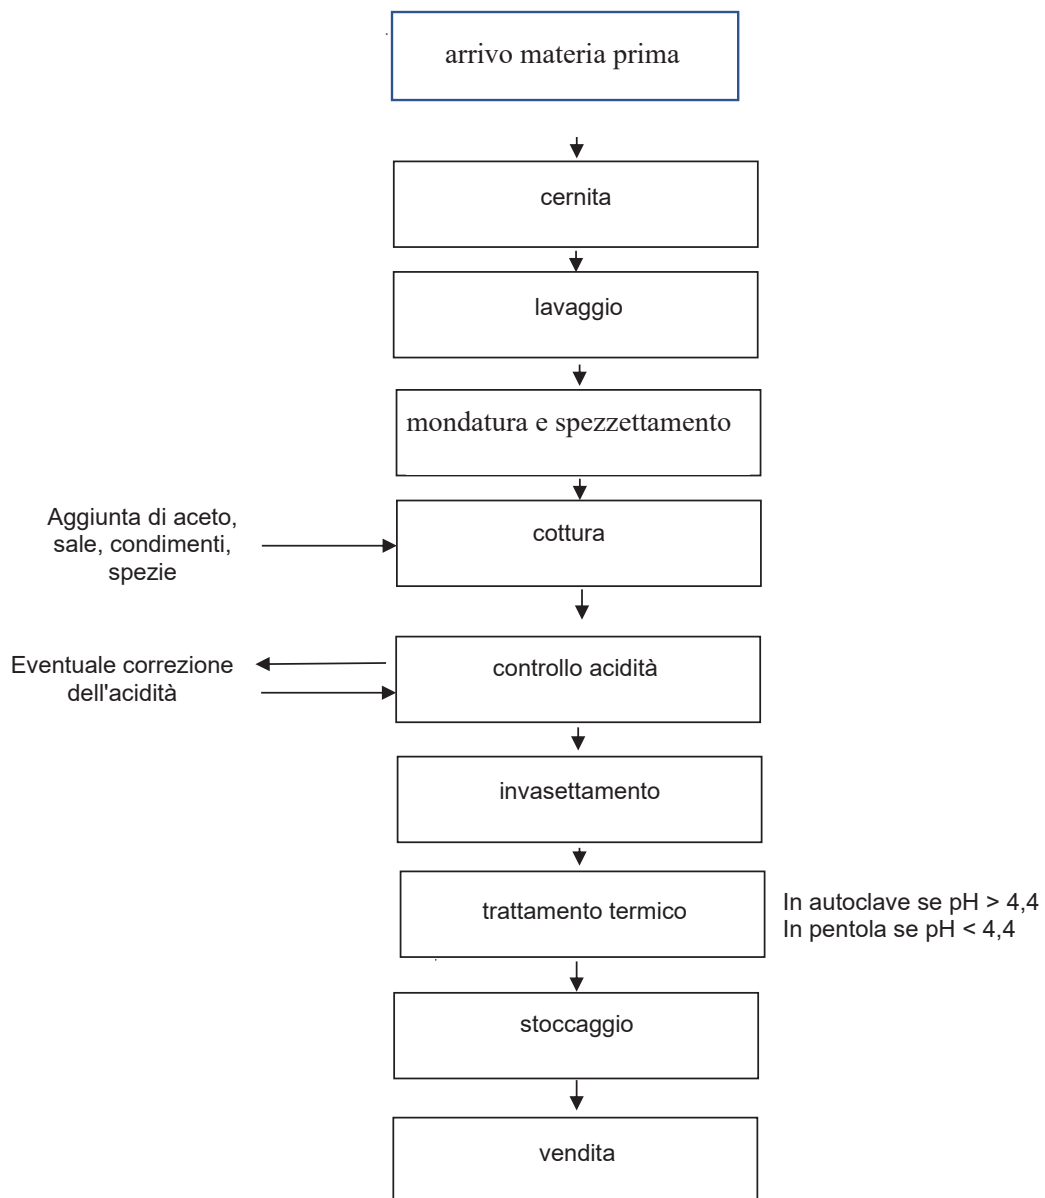 arrivo materia prima
cernita
lavaggio
mondatura e spezzettamento
Aggiunta di aceto,
sale, condimenti,
spezie
cottura
Eventuale correzione
dell'acidità
controllo acidità
invasettamento
trattamento termico
In autoclave se pH > 4,4
In pentola se pH < 4,4
stoccaggio
vendita